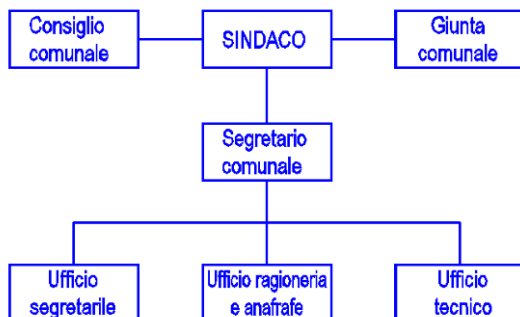 Consiglio
comunale
SINDACO
Giunta
comunale
Segretario
comunale
Ufficio
segretarile
Ufficio ragioneria
e anafrafe
Ufficio
tecnico